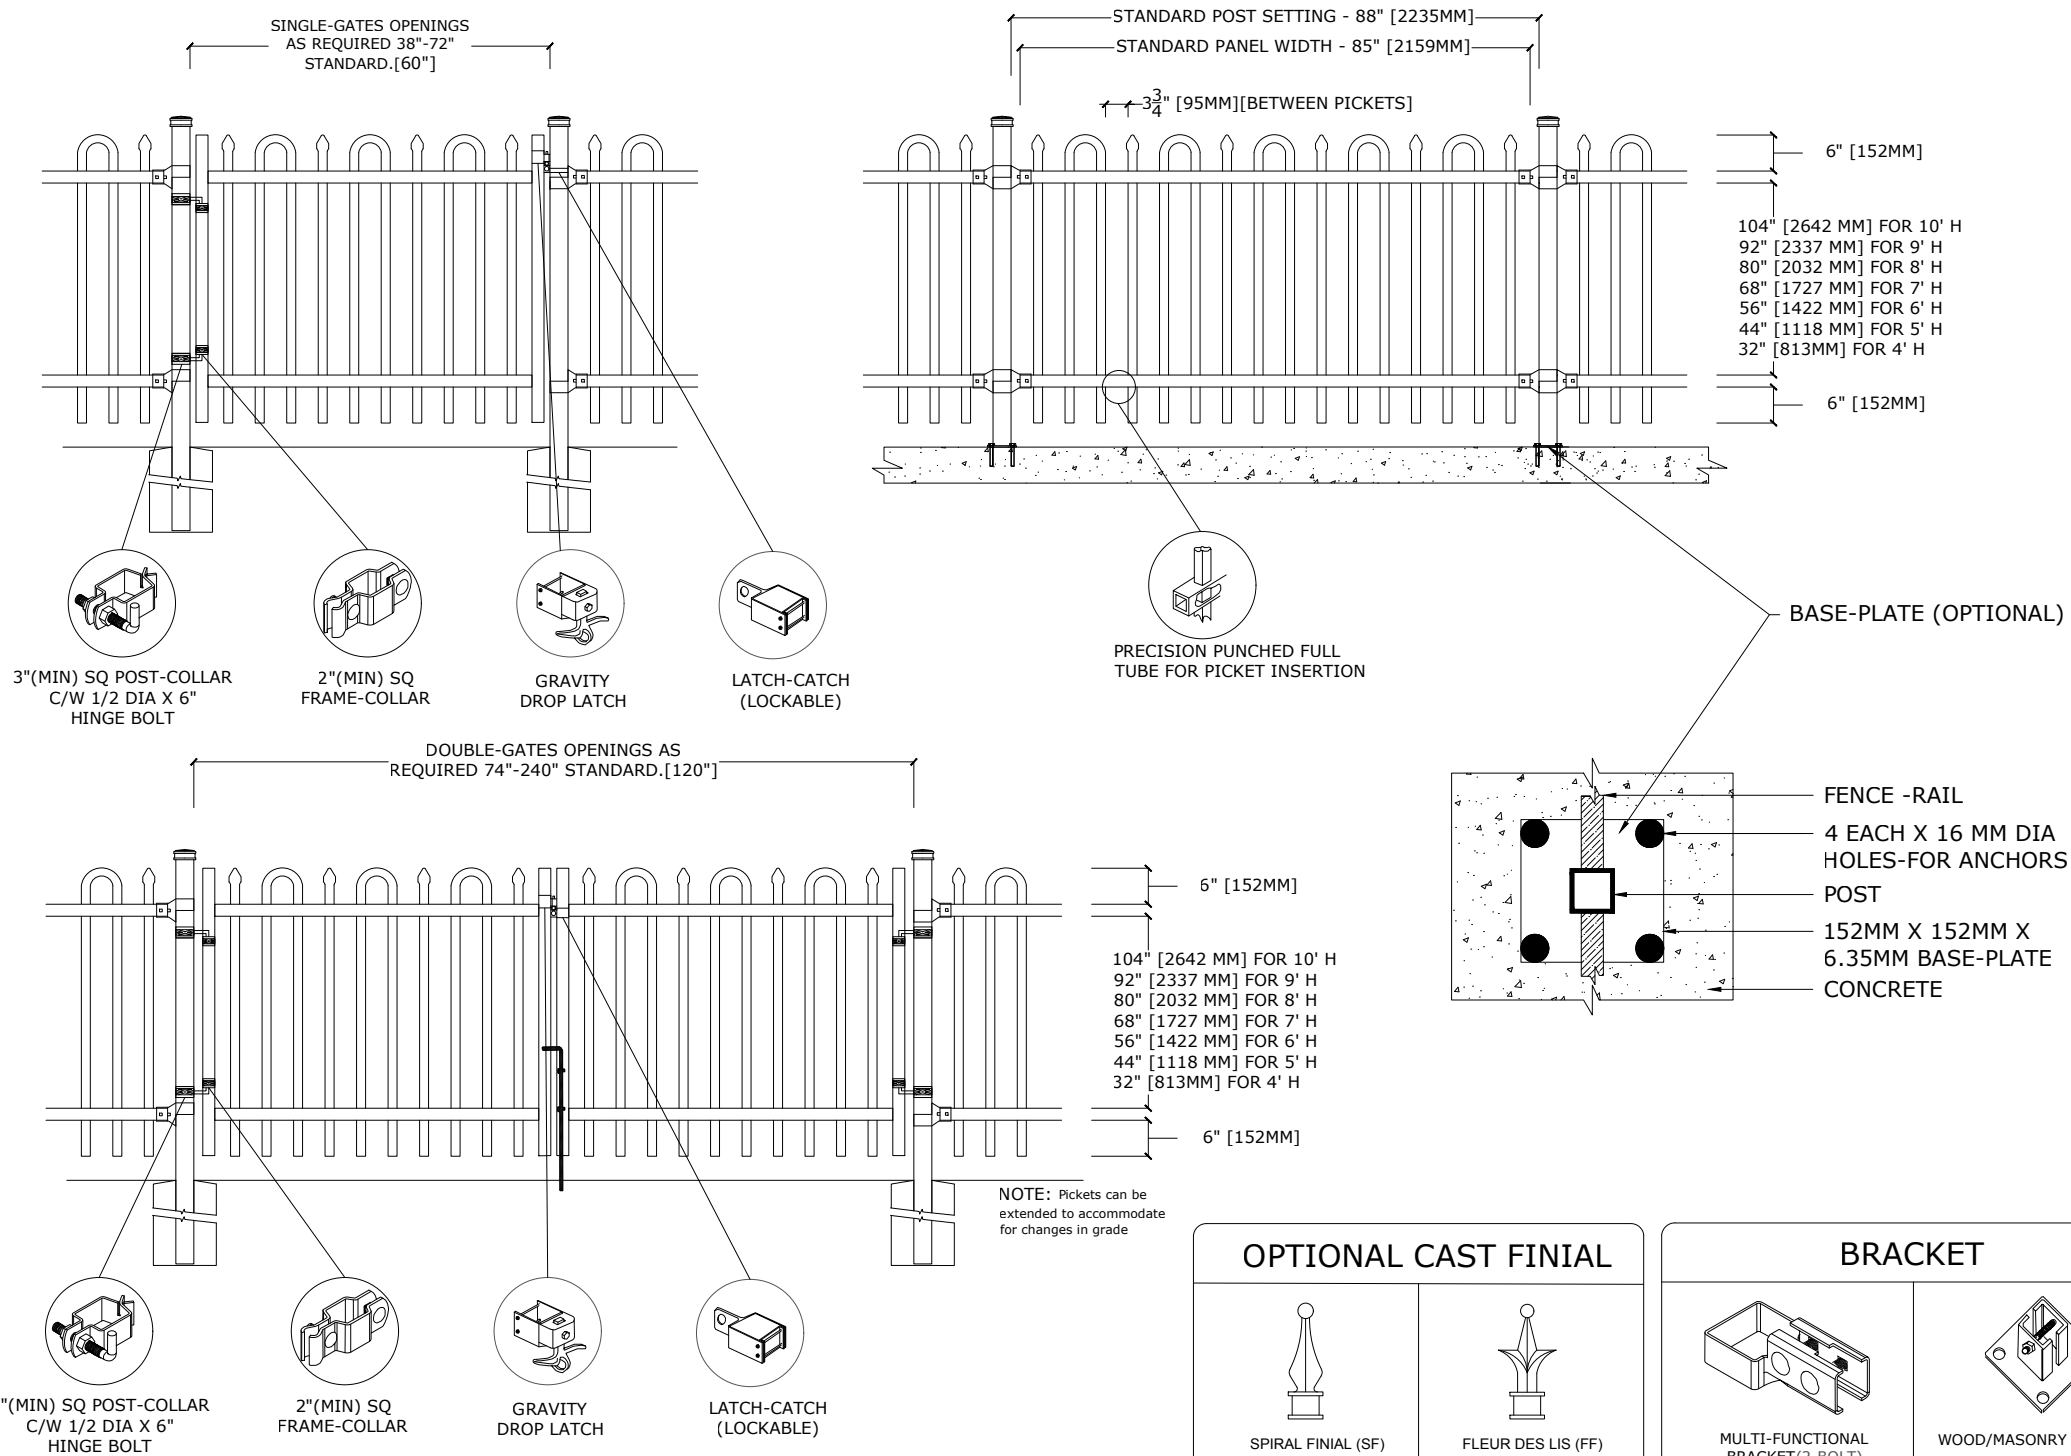 SINGLE-GATES OPENINGS
AS REQUIRED 38"-72"
STANDARD.[60"]
STANDARD POST SETTING - 88" [2235MM]
STANDARD PANEL WIDTH - 85" [2159MM]
3 3/4" [95MM][BETWEEN PICKETS]
6" [152MM]
104" [2642 MM] FOR 10' H
92" [2337 MM] FOR 9' H
80" [2032 MM] FOR 8' H
68" [1727 MM] FOR 7' H
56" [1422 MM] FOR 6' H
44" [1118 MM] FOR 5' H
32" [813MM] FOR 4' H
6" [152MM]
3"(MIN) SQ POST-COLLAR
C/W 1/2 DIA X 6"
HINGE BOLT
2"(MIN) SQ
FRAME-COLLAR
GRAVITY
DROP LATCH
LATCH-CATCH
(LOCKABLE)
PRECISION PUNCHED FULL
TUBE FOR PICKET INSERTION
BASE-PLATE (OPTIONAL)
DOUBLE-GATES OPENINGS AS
REQUIRED 74"-240" STANDARD.[120"]
6" [152MM]
104" [2642 MM] FOR 10' H
92" [2337 MM] FOR 9' H
80" [2032 MM] FOR 8' H
68" [1727 MM] FOR 7' H
56" [1422 MM] FOR 6' H
44" [1118 MM] FOR 5' H
32" [813MM] FOR 4' H
6" [152MM]
FENCE -RAIL
4 EACH X 16 MM DIA
HOLES-FOR ANCHORS
POST
152MM X 152MM X
6.35MM BASE-PLATE
CONCRETE
NOTE: Pickets can be
extended to accommodate
for changes in grade
"(MIN) SQ POST-COLLAR
C/W 1/2 DIA X 6"
HINGE BOLT
2"(MIN) SQ
FRAME-COLLAR
GRAVITY
DROP LATCH
LATCH-CATCH
(LOCKABLE)
OPTIONAL CAST FINIAL
SPIRAL FINIAL (SF)
FLEUR DES LIS (FF)
BRACKET
MULTI-FUNCTIONAL
BRACKET(2-BOLT)
WOOD/MASONRY